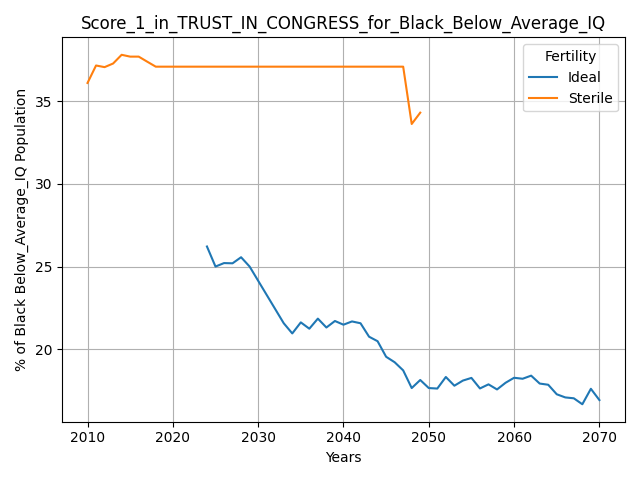 Score_1_in_TRUST_IN_CONGRESS_for_Black_Below_Average_IQ
% of Black Below_Average_IQ Population
35
30
25
20
Fertility
Ideal
Sterile
2010 2020 2030 2040 2050 2060 2070
Years